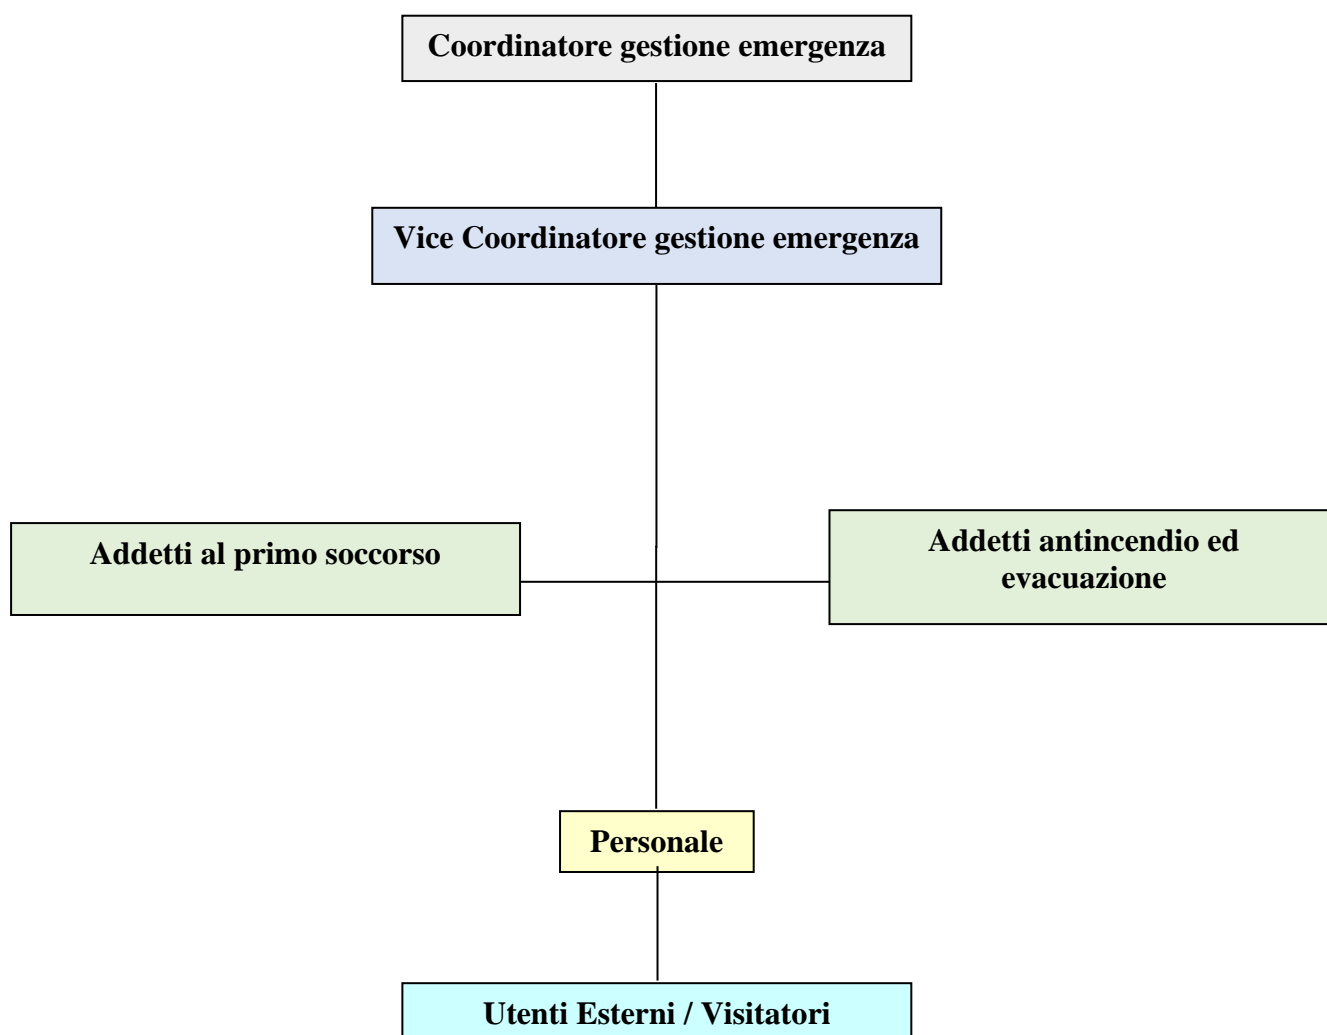 Coordinatore gestione emergenza
Vice Coordinatore gestione emergenza
Addetti al primo soccorso
Addetti antincendio ed
evacuazione
Personale
Utenti Esterni / Visitatori